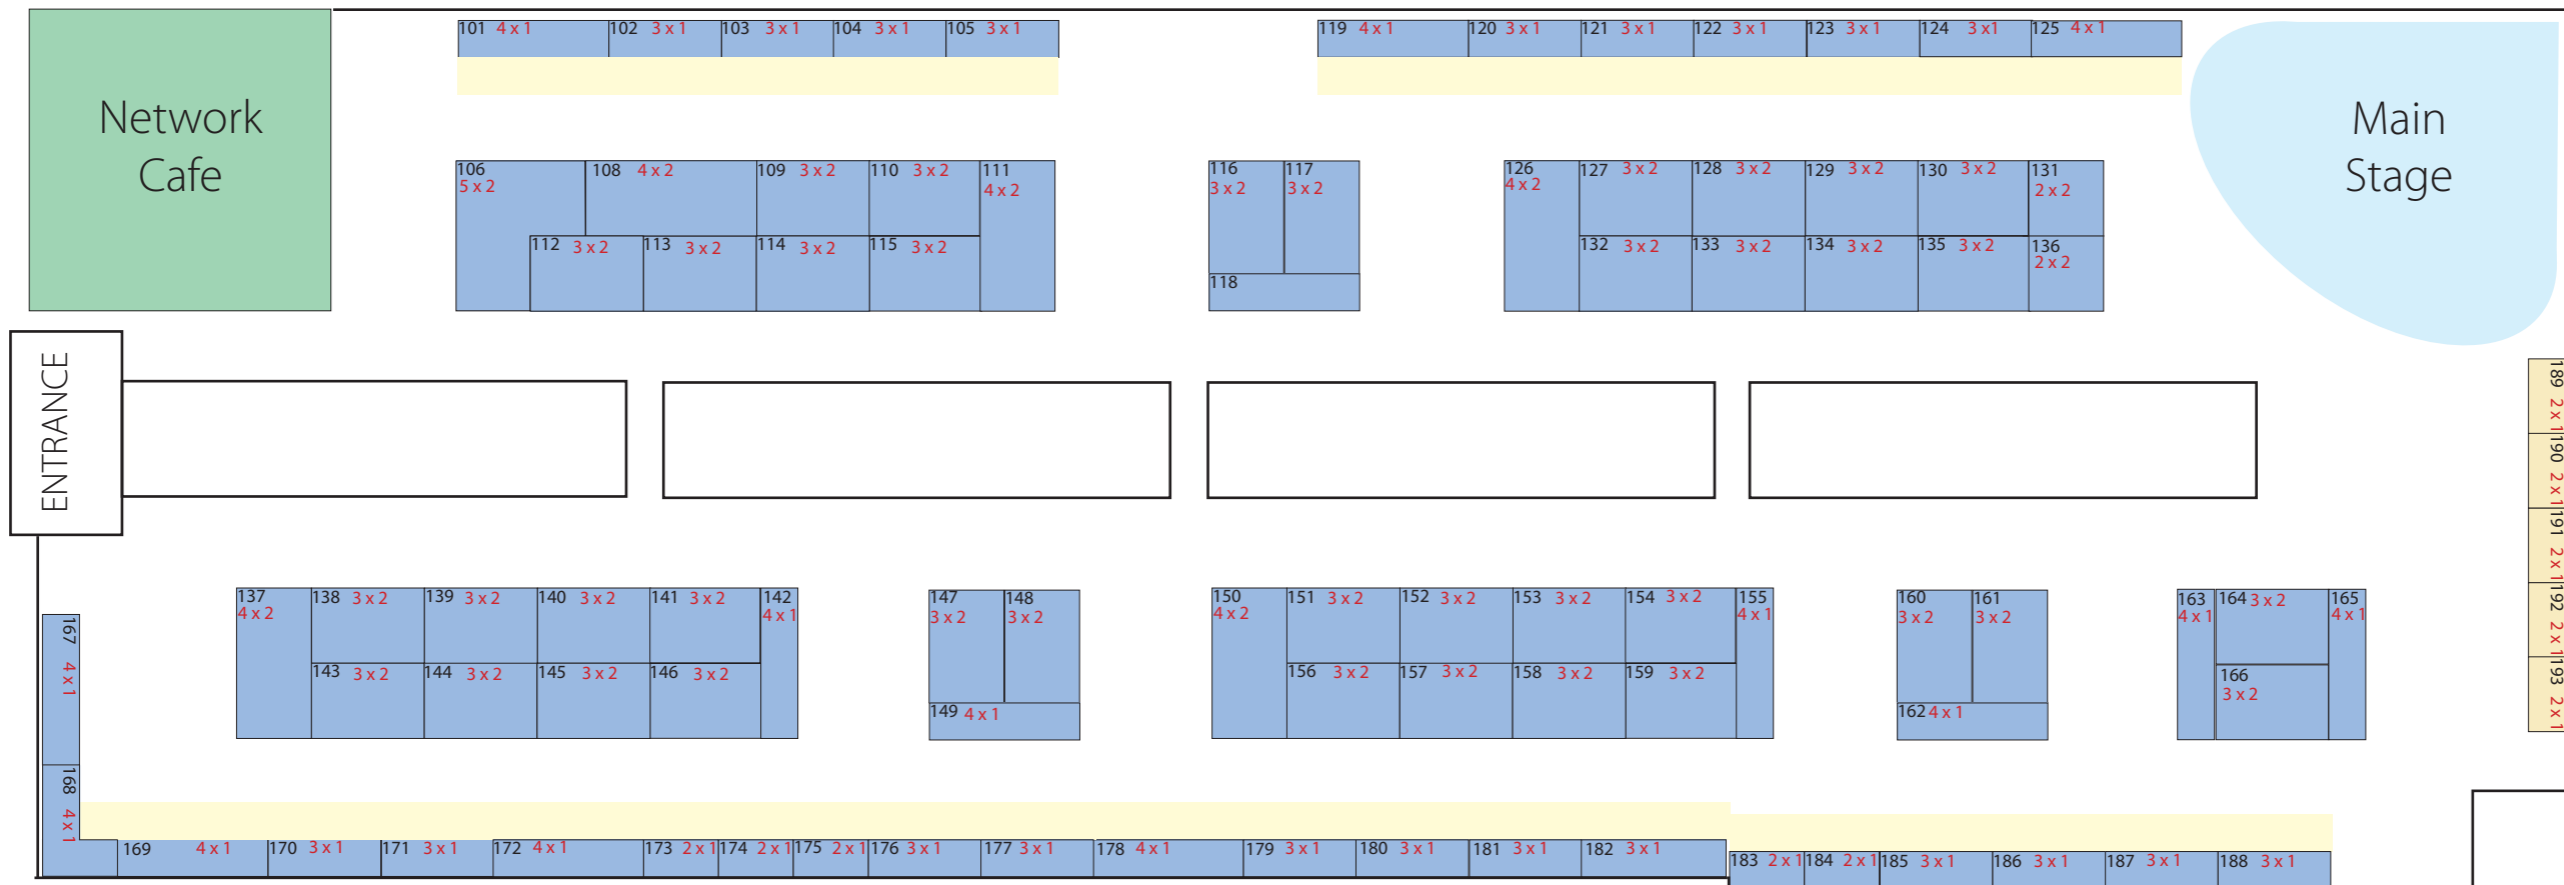 Network
Cafe
101 4 x 1
102 3 x 1
103 3 x 1
104 3 x 1
105 3 x 1
119 4 x 1
120 3 x 1
121 3 x 1
122 3 x 1
123 3 x 1
124 3 x1
125 4 x 1
Main
Stage
106
5 x 2
108 4 x 2
109 3 x 2
110 3 x 2
111
4 x 2
112 3 x 2
113 3 x 2
114 3 x 2
115 3 x 2
116
3 x 2
117
3 x 2
118
126
4 x 2
127 3 x 2
128 3 x 2
129 3 x 2
130 3 x 2
131
2 x 2
132 3 x 2
133 3 x 2
134 3 x 2
135 3 x 2
136
2 x 2
ENTRANCE
189 2 x 1
190 2 x 1
191 2 x 1
192 2 x 1
193 2 x 1
137
4 x 2
138 3 x 2
139 3 x 2
140 3 x 2
141 3 x 2
142
4 x 1
143 3 x 2
144 3 x 2
145 3 x 2
146 3 x 2
147
3 x 2
148
3 x 2
149 4 x 1
150
4 x 2
151 3 x 2
152 3 x 2
153 3 x 2
154 3 x 2
155
4 x 1
156 3 x 2
157 3 x 2
158 3 x 2
159 3 x 2
160
3 x 2
161
3 x 2
162 4 x 1
163
4 x 1
164 3 x 2
165
4 x 1
166
3 x 2
167 4 x 1
168 4 x 1
169 4 x 1
170 3 x 1
171 3 x 1
172 4 x 1
173 2 x 1
174 2 x 1
175 2 x 1
176 3 x 1
177 3 x 1
178 4 x 1
179 3 x 1
180 3 x 1
181 3 x 1
182 3 x 1
183 2 x 1
184 2 x 1
185 3 x 1
186 3 x 1
187 3 x 1
188 3 x 1